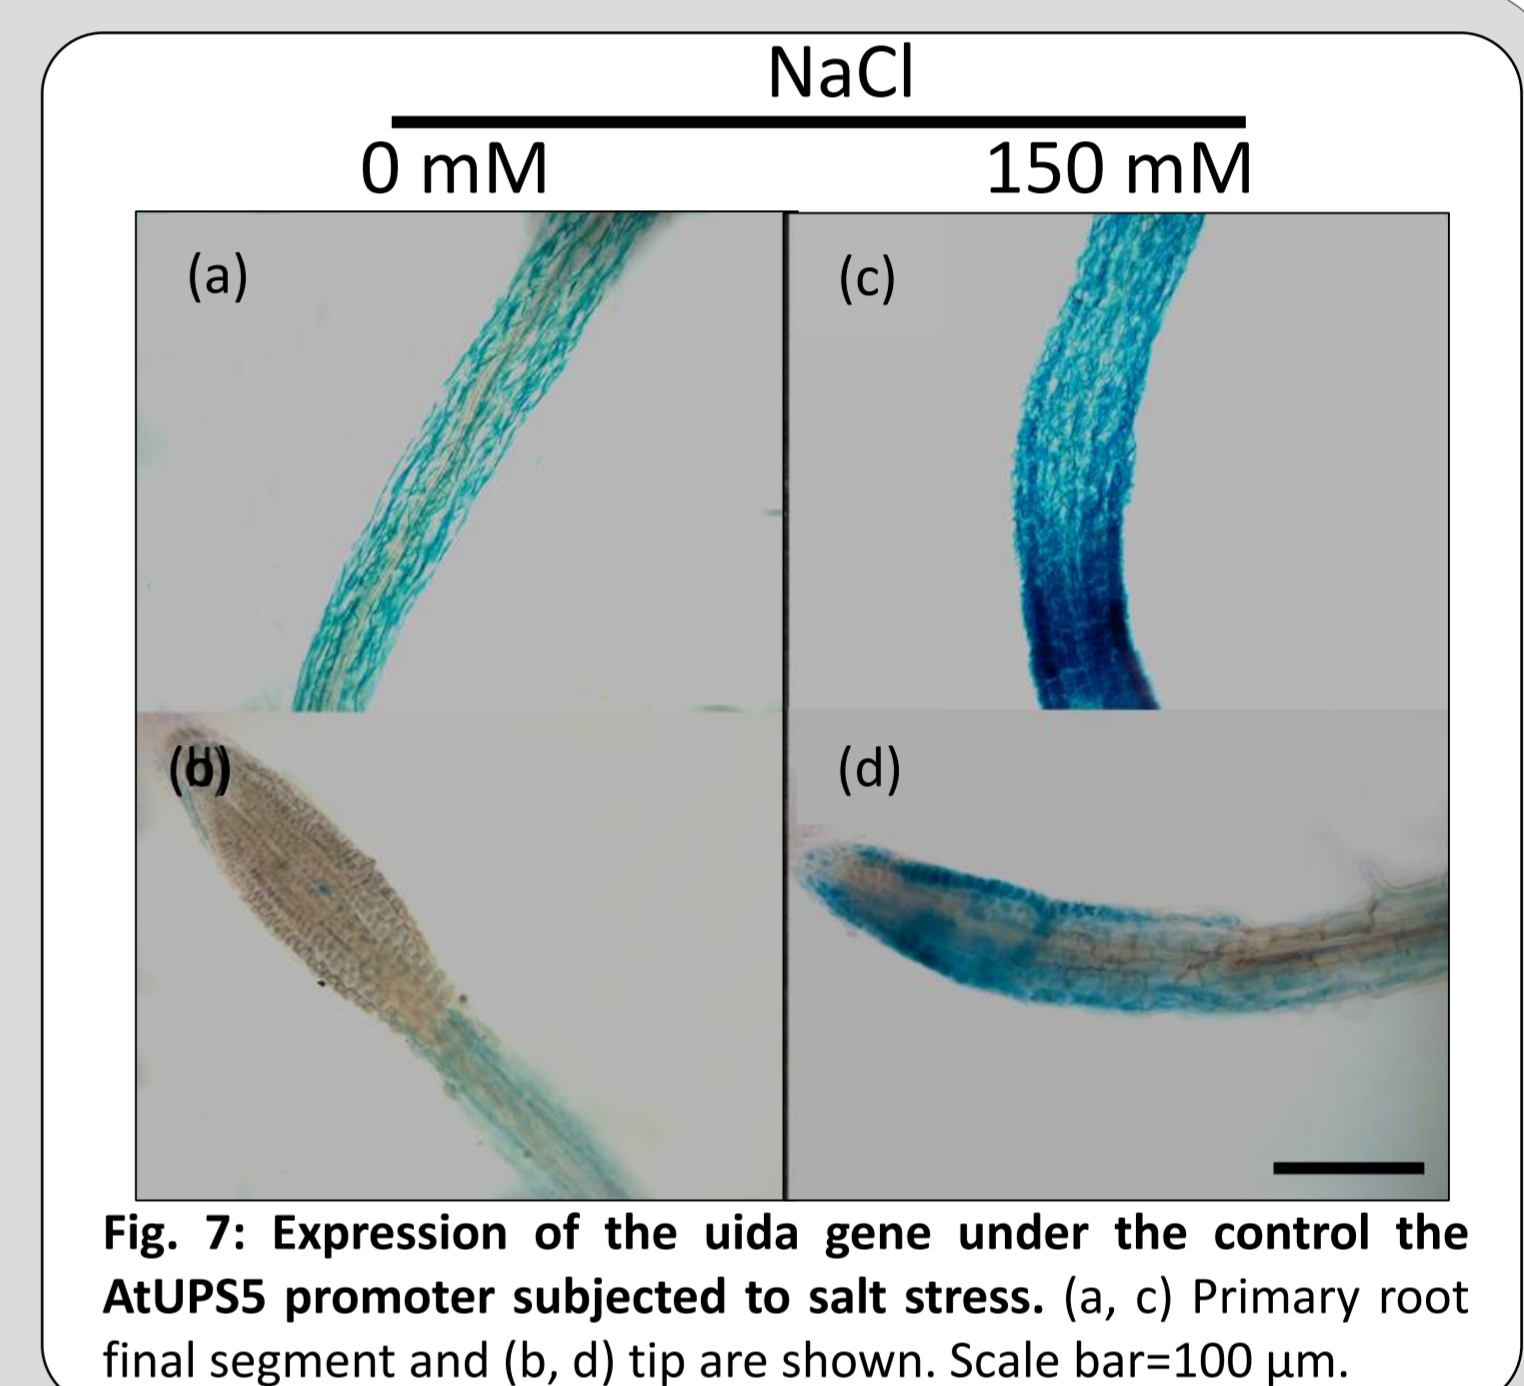 NaCl
0 mM 150 mM
(a) (c)
(d)
Fig. 7: Expression of the uida gene under the control the
AtUPS5 promoter subjected to salt stress. (a, c) Primary root
final segment and (b, d) tip are shown. Scale bar=100 μm.